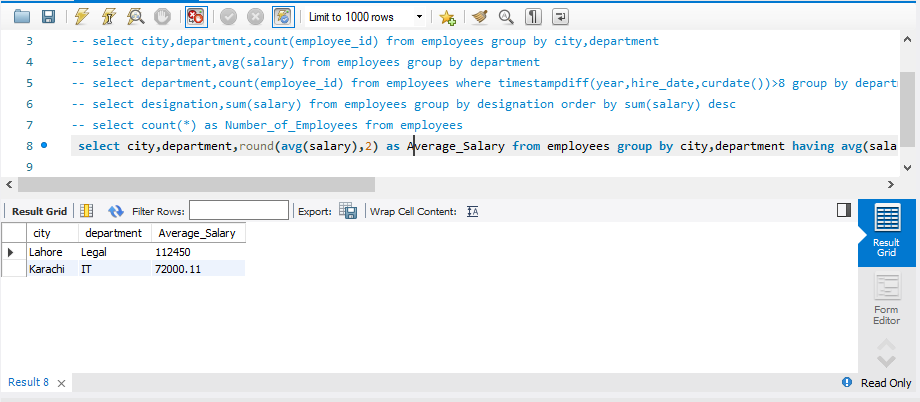 Limit to 1000 rows
3 -- select city,department,count(employee_id) from employees group by city,department
4 -- select department,avg(salary) from employees group by department
5 -- select department,count(employee_id) from employees where timestampdiff(year,hire_date,curdate())>8 group by depart
6 -- select designation,sum(salary) from employees group by designation order by sum(salary) desc
7 -- select count(*) as Number_of_Employees from employees
8 select city,department,round(avg(salary),2) as Average_Salary from employees group by city,department having avg(sala
9
Result Grid Filter Rows: Export: Wrap Cell Content: IA
city department Average_Salary
Lahore Legal 112450
Karachi IT 72000.11
Result
Grid
Form
Editor
Result 8 × Read Only